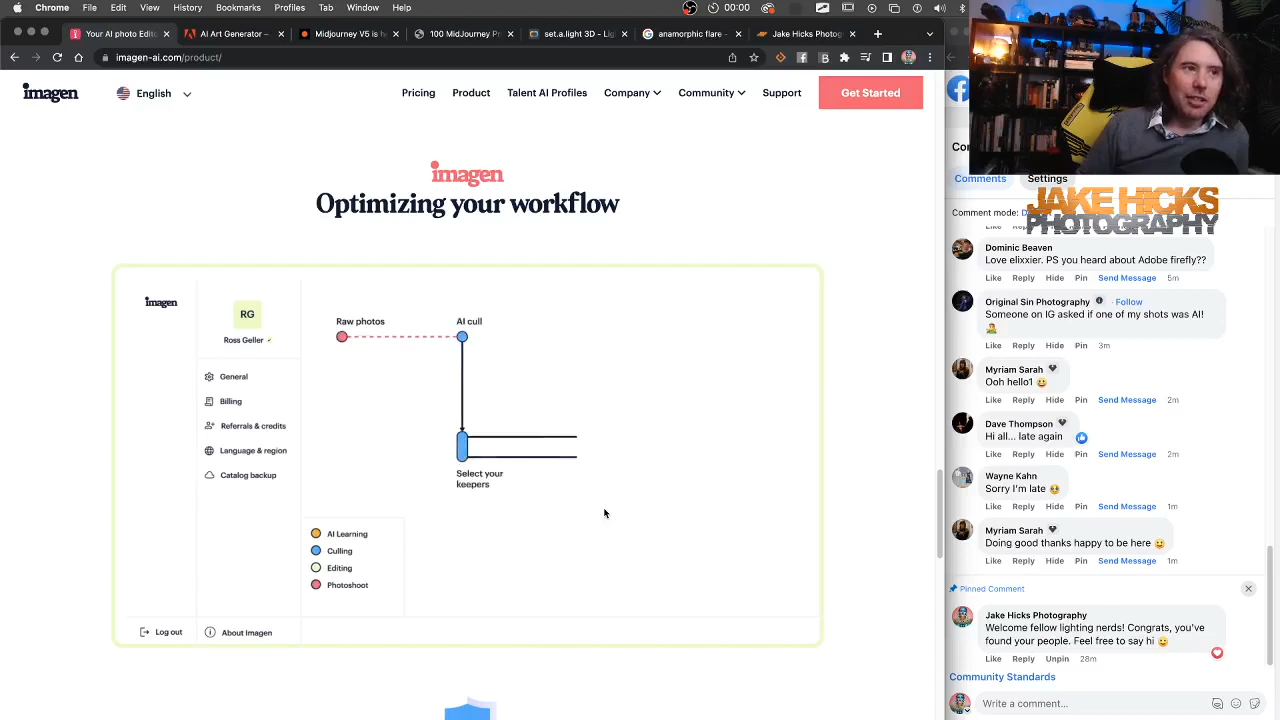 Chrome File Edit View History Bookmarks Profiles Tab Window Help
00:00
Your AI photo Edit
AI Art Generator –
Midjourney V5 is h
anamorphic flare -
Jake Hicks Photog
imagen-ai.com/product/
imagen
English
Pricing
Product
Talent AI Profiles
Company
Community
Support
Get Started
imagen
Optimizing your workflow
imagen
RG
Ross Geller
General
Billing
Referrals & credits
Language & region
Catalog backup
Log out
About Imagen
Raw photos
AI cull
Select your
keepers
AI Learning
Culling
Editing
Photoshoot
Comments
Settings
Comment mode:
JAKE HICKS
PHOTOGRAPHY
Dominic Beaven
Love elixxier. PS you heard about Adobe firefly??
Like Reply Hide Pin Send Message 5m
Original Sin Photography · Follow
Someone on IG asked if one of my shots was AI!
Like Reply Hide Pin 3m
Myriam Sarah
Ooh hello1
Like Reply Hide Pin Send Message 2m
Dave Thompson
Hi all... late again
Like Reply Hide Pin Send Message 2m
Wayne Kahn
Sorry I'm late
Like Reply Hide Pin Send Message 1m
Myriam Sarah
Doing good thanks happy to be here
Like Reply Hide Pin Send Message 1m
Pinned Comment
Jake Hicks Photography
Welcome fellow lighting nerds! Congrats, you've
found your people. Feel free to say hi
Like Reply Unpin 28m
Community Standards
Write a comment...